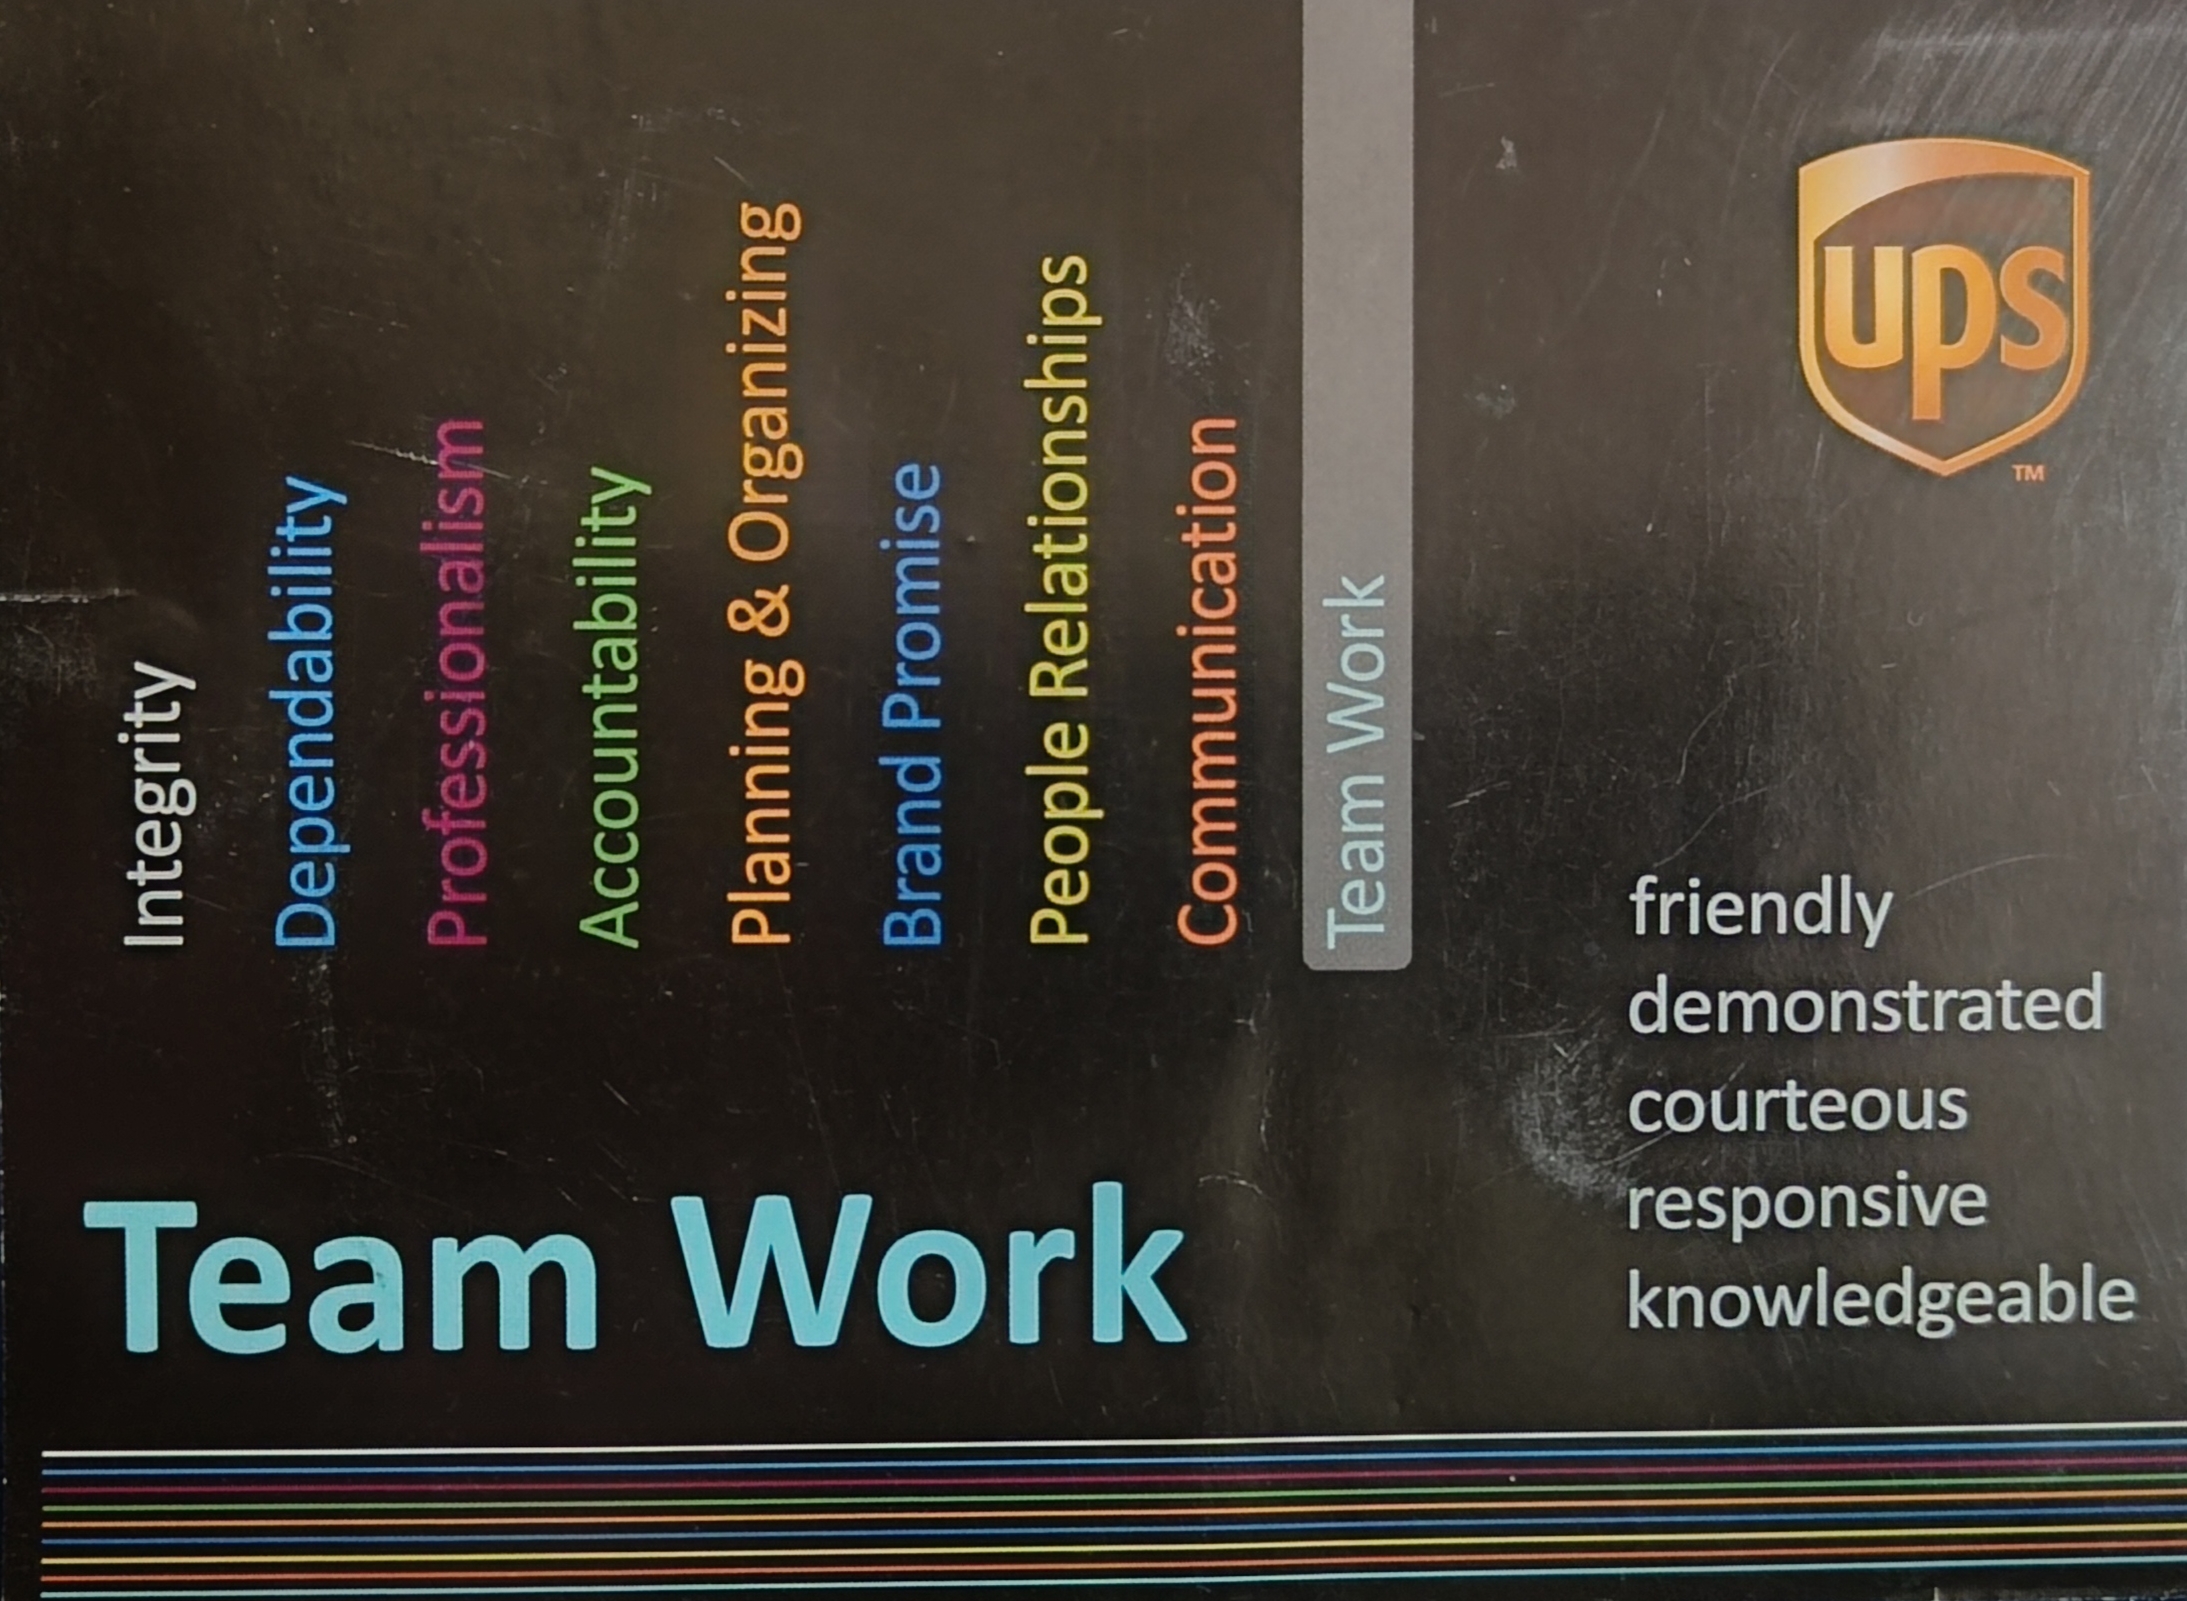 Integrity
Dependability
Professionalism
Accountability
Planning & Organizing
Brand Promise
People Relationships
Communication
Team Work
ups
TM
friendly
demonstrated
courteous
responsive
knowledgeable
Team Work